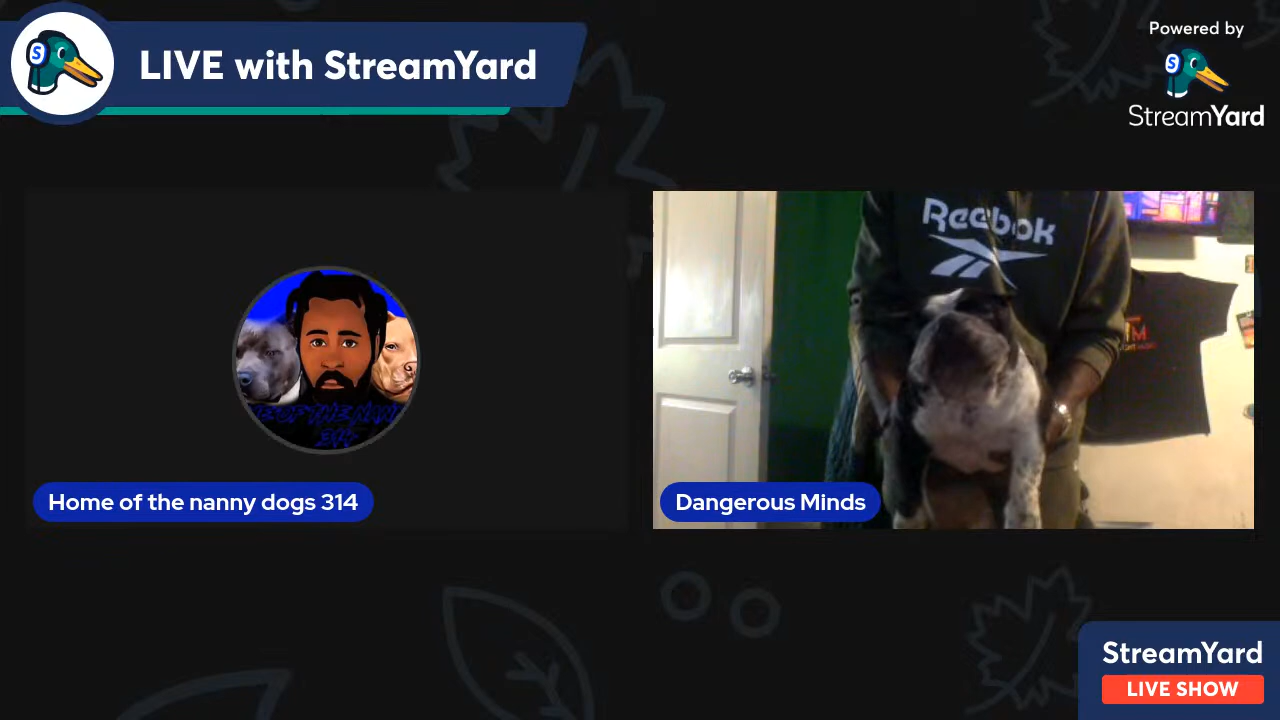 LIVE with StreamYard
Powered by
StreamYard
Reebok
Home of the nanny dogs 314
Dangerous Minds
StreamYard
LIVE SHOW